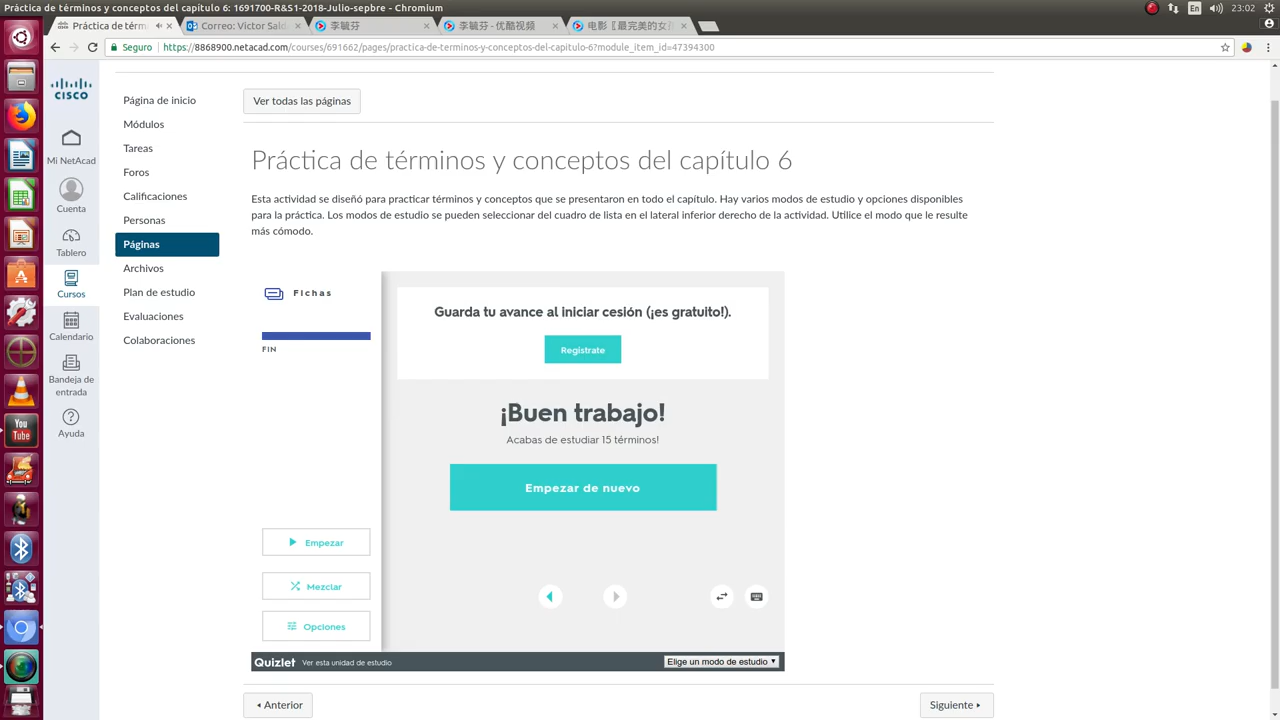 Práctica de términos y conceptos del capítulo 6: 1691700-R&S1-2018-Julio-sepbre - Chromium
En
23:02
Práctica de térm
Correo: Victor Sald
李毓芬
李毓芬 - 优酷视频
电影〖最完美的女孩
Seguro
https://8868900.netacad.com/courses/691662/pages/practica-de-terminos-y-conceptos-del-capitulo-6?module_item_id=47394300
CISCO
Mi NetAcad
Cuenta
Tablero
Cursos
Calendario
Bandeja de
entrada
Ayuda
Página de inicio
Módulos
Tareas
Foros
Calificaciones
Personas
Páginas
Archivos
Plan de estudio
Evaluaciones
Colaboraciones
Ver todas las páginas
Práctica de términos y conceptos del capítulo 6
Esta actividad se diseñó para practicar términos y conceptos que se presentaron en todo el capítulo. Hay varios modos de estudio y opciones disponibles
para la práctica. Los modos de estudio se pueden seleccionar del cuadro de lista en el lateral inferior derecho de la actividad. Utilice el modo que le resulte
más cómodo.
Fichas
FIN
Guarda tu avance al iniciar cesión (¡es gratuito!).
Regístrate
¡Buen trabajo!
Acabas de estudiar 15 términos!
Empezar de nuevo
Empezar
Mezclar
Opciones
Quizlet
Ver esta unidad de estudio
Elige un modo de estudio
Anterior
Siguiente
You
Tube